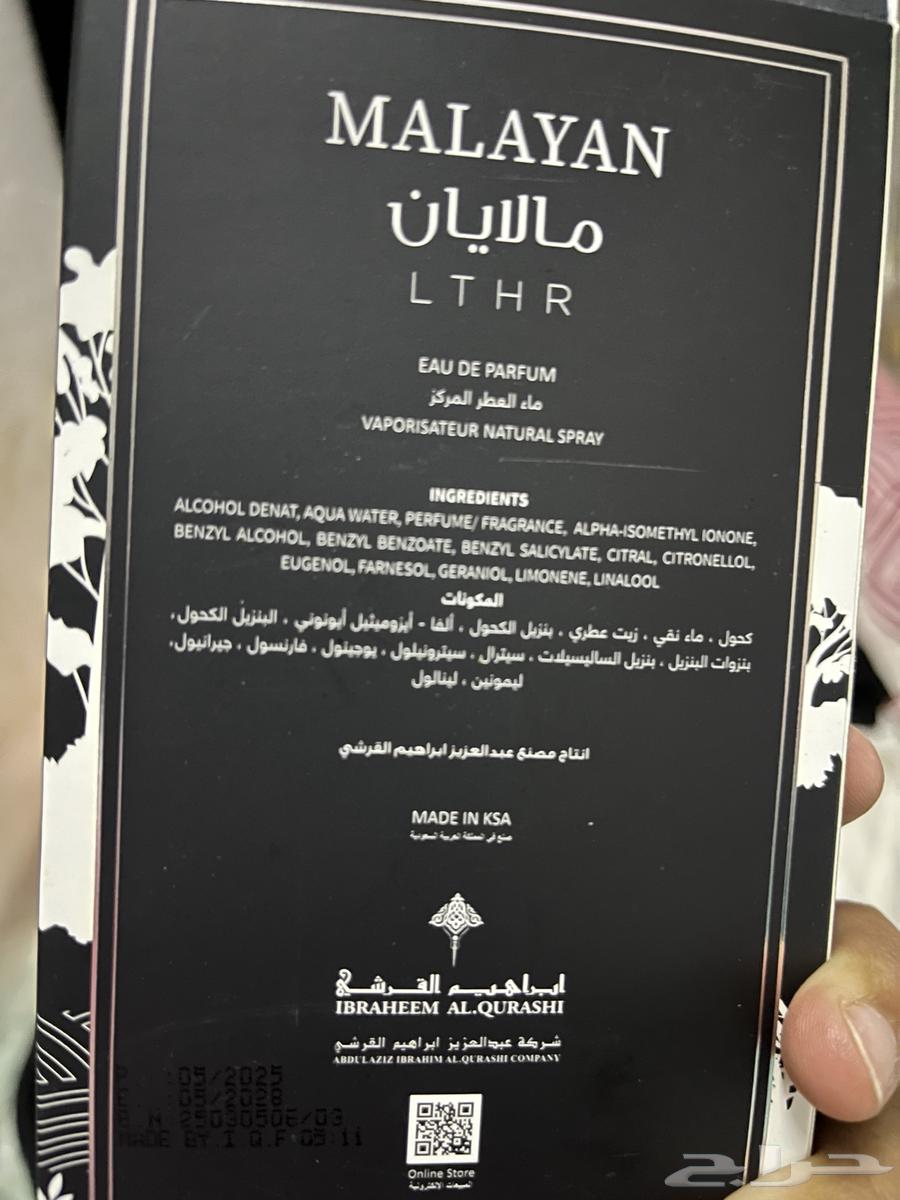 MALAYAN
مالايان
LTHR
EAU DE PARFUM
ماء العطر المركز
VAPORISATEUR NATURAL SPRAY
INGREDIENTS
ALCOHOL DENAT, AQUA WATER, PERFUME/ FRAGRANCE, ALPHA-ISOMETHYL IONONE,
BENZYL ALCOHOL, BENZYL BENZOATE, BENZYL SALICYLATE, CITRAL, CITRONELLOL,
EUGENOL, FARNESOL, GERANIOL, LIMONENE, LINALOOL
المكونات
كحول ، ماء نقي ، زيت عطري ، بنزيل الكحول ، ألفا - أيزوميثيل أيونوني ، البنزيل الكحول،
بنزوات البنزيل ، بنزيل الساليسيلات ، سيترال ، سيترونيلول ، يوجينول ، فارنسول ، جيرانيول،
ليمونين ، لينالول
انتاج مصنع عبدالعزيز ابراهيم القرشي
MADE IN KSA
صنع في المملكة العربية السعودية
ابراهيم القرشي
IBRAHEEM AL.QURASHI
شركة عبدالعزيز ابراهيم القرشي
ABDULAZIZ IBRAHIM AL.QURASHI COMPANY
P : 05/2025
E : 05/2028
B.N 25030506/03
MADE BY.I.Q.F 09:11
Online Store
المبيعات الالكترونية
حراج